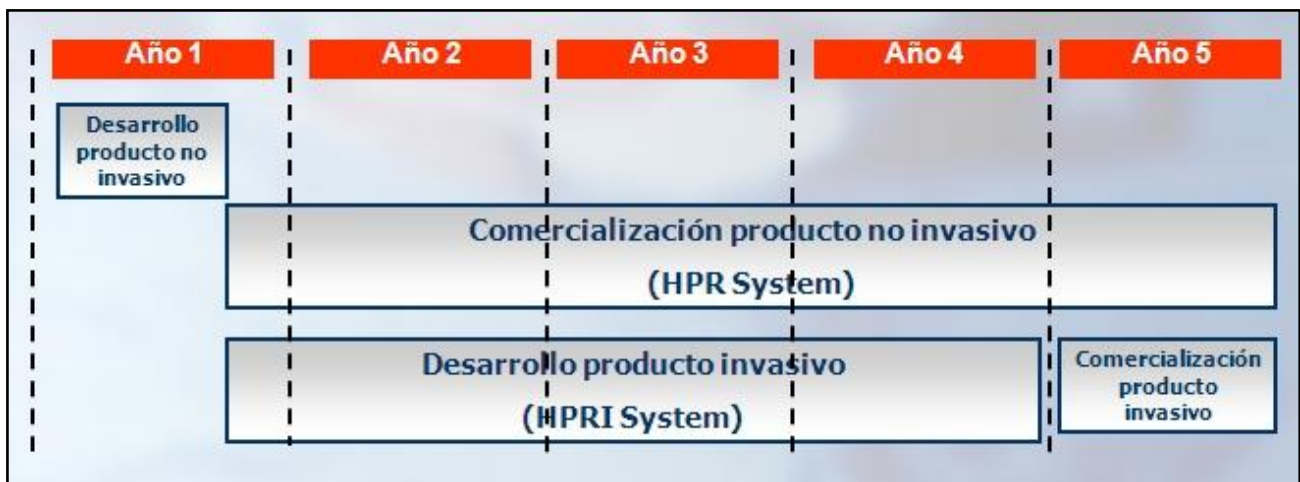 Año 1
Año 2
Año 3
Año 4
Año 5
Desarrollo
producto no
invasivo
Comercialización producto no invasivo
(HPR System)
Desarrollo producto invasivo
(HPRI System)
Comercialización
producto
invasivo